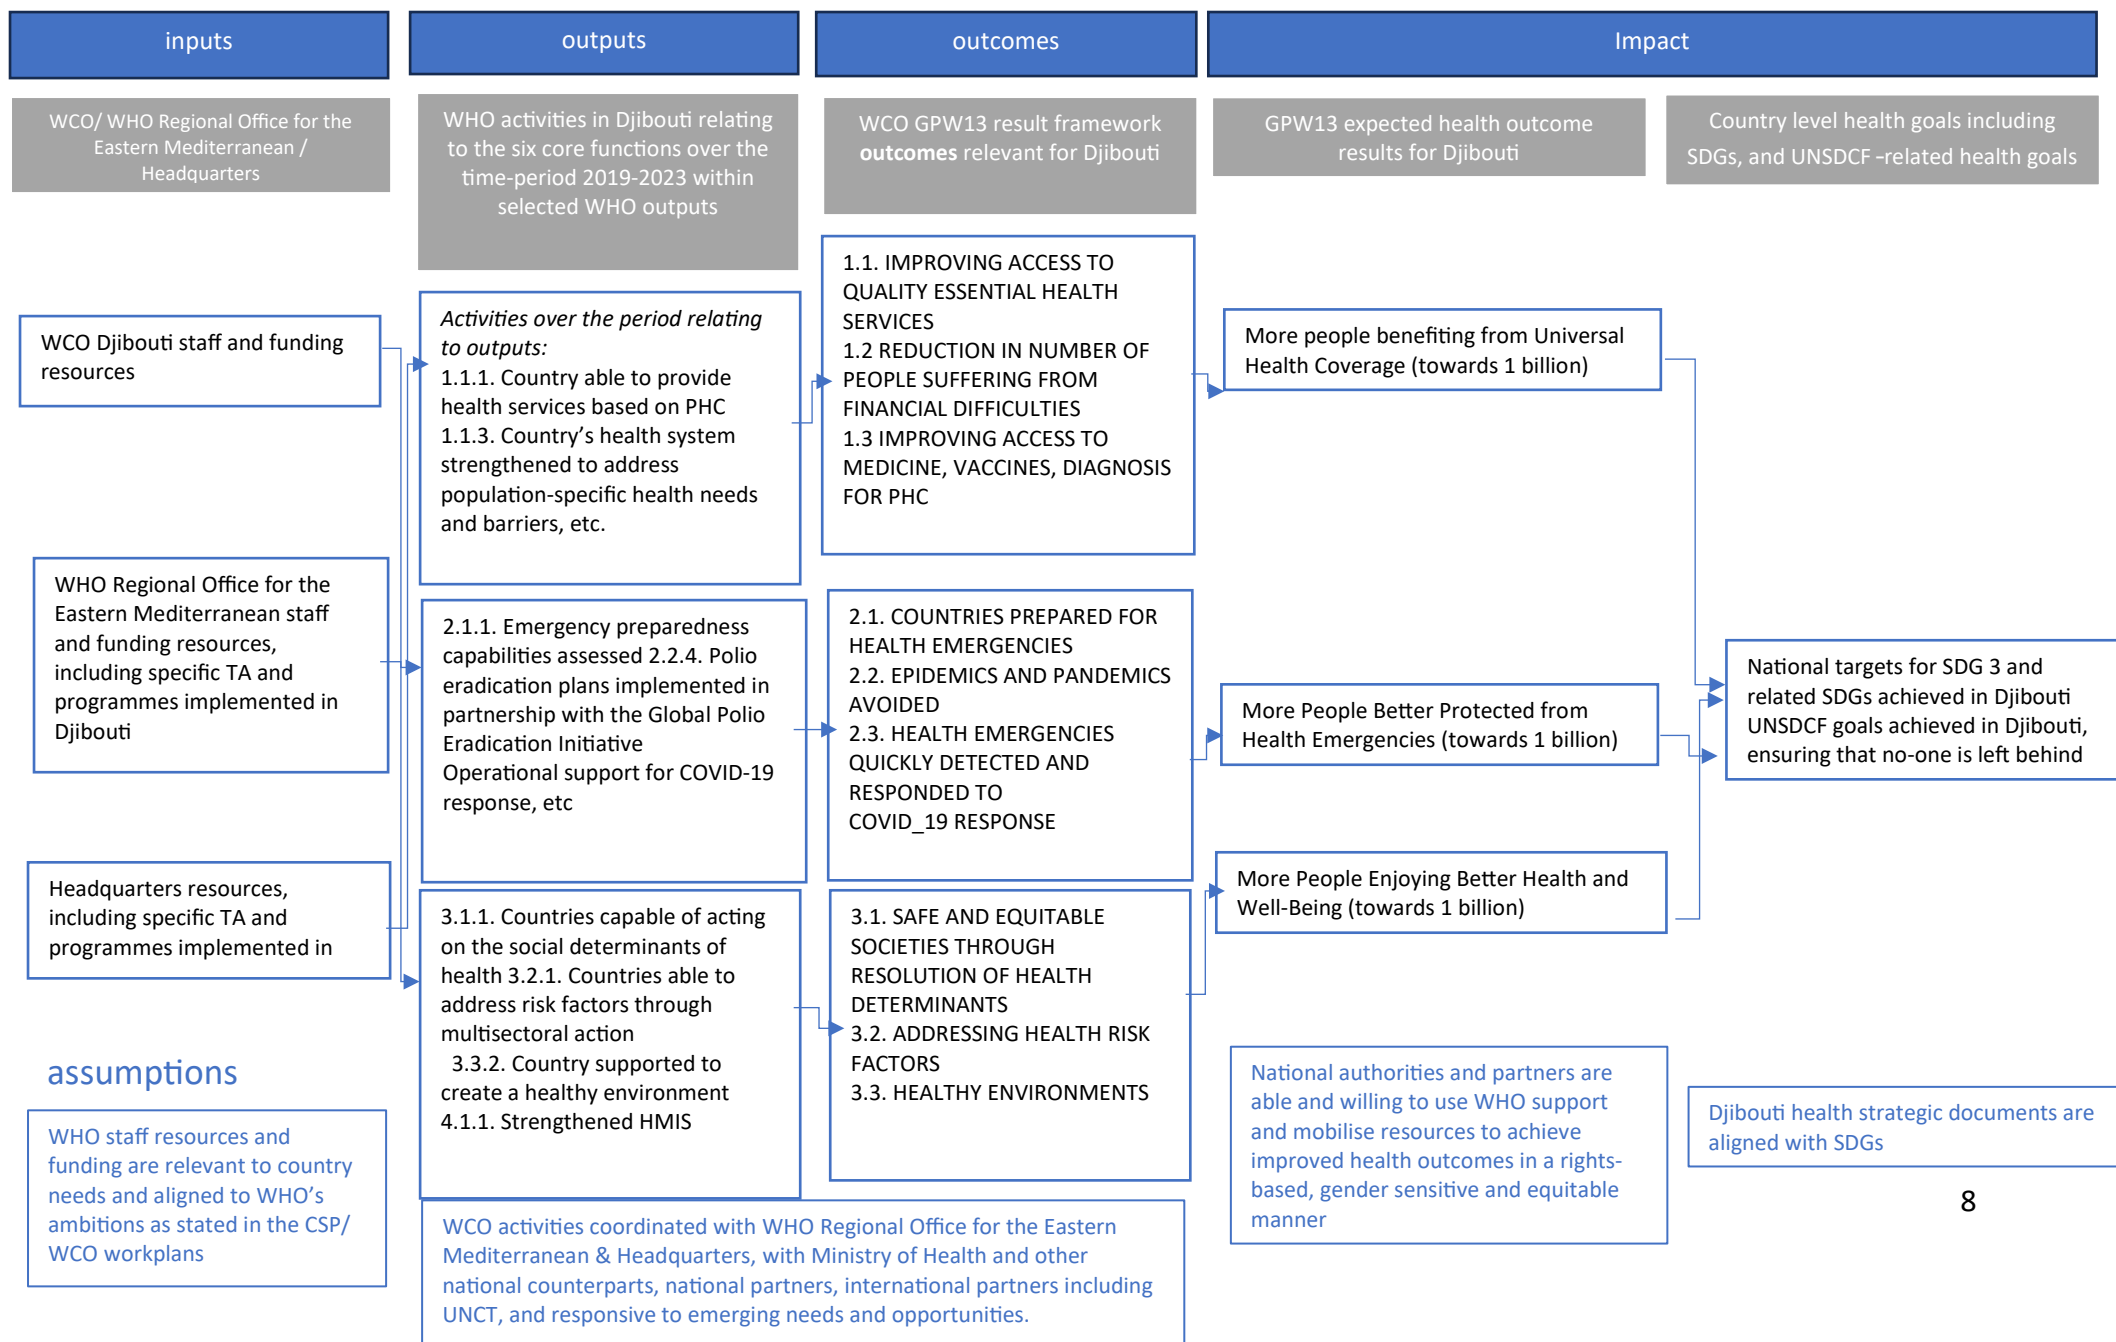 inputs
outputs
outcomes
Impact
WCO/ WHO Regional Office for the
Eastern Mediterranean /
Headquarters
WHO activities in Djibouti relating
to the six core functions over the
time-period 2019-2023 within
selected WHO outputs
WCO GPW13 result framework
outcomes relevant for Djibouti
GPW13 expected health outcome
results for Djibouti
Country level health goals including
SDGs, and UNSDCF –related health goals
WCO Djibouti staff and funding
resources
WHO Regional Office for the
Eastern Mediterranean staff
and funding resources,
including specific TA and
programmes implemented in
Djibouti
Headquarters resources,
including specific TA and
programmes implemented in
Activities over the period relating
to outputs:
1.1.1. Country able to provide
health services based on PHC
1.1.3. Country’s health system
strengthened to address
population-specific health needs
and barriers, etc.
2.1.1. Emergency preparedness
capabilities assessed 2.2.4. Polio
eradication plans implemented in
partnership with the Global Polio
Eradication Initiative
Operational support for COVID-19
response, etc
3.1.1. Countries capable of acting
on the social determinants of
health 3.2.1. Countries able to
address risk factors through
multisectoral action
3.3.2. Country supported to
create a healthy environment
4.1.1. Strengthened HMIS
1.1. IMPROVING ACCESS TO
QUALITY ESSENTIAL HEALTH
SERVICES
1.2 REDUCTION IN NUMBER OF
PEOPLE SUFFERING FROM
FINANCIAL DIFFICULTIES
1.3 IMPROVING ACCESS TO
MEDICINE, VACCINES, DIAGNOSIS
FOR PHC
2.1. COUNTRIES PREPARED FOR
HEALTH EMERGENCIES
2.2. EPIDEMICS AND PANDEMICS
AVOIDED
2.3. HEALTH EMERGENCIES
QUICKLY DETECTED AND
RESPONDED TO
COVID_19 RESPONSE
3.1. SAFE AND EQUITABLE
SOCIETIES THROUGH
RESOLUTION OF HEALTH
DETERMINANTS
3.2. ADDRESSING HEALTH RISK
FACTORS
3.3. HEALTHY ENVIRONMENTS
More people benefiting from Universal
Health Coverage (towards 1 billion)
More People Better Protected from
Health Emergencies (towards 1 billion)
More People Enjoying Better Health and
Well-Being (towards 1 billion)
National targets for SDG 3 and
related SDGs achieved in Djibouti
UNSDCF goals achieved in Djibouti,
ensuring that no-one is left behind
assumptions
WHO staff resources and
funding are relevant to country
needs and aligned to WHO’s
ambitions as stated in the CSP/
WCO workplans
WCO activities coordinated with WHO Regional Office for the Eastern
Mediterranean & Headquarters, with Ministry of Health and other
national counterparts, national partners, international partners including
UNCT, and responsive to emerging needs and opportunities.
National authorities and partners are
able and willing to use WHO support
and mobilise resources to achieve
improved health outcomes in a rights-
based, gender sensitive and equitable
manner
Djibouti health strategic documents are
aligned with SDGs
8